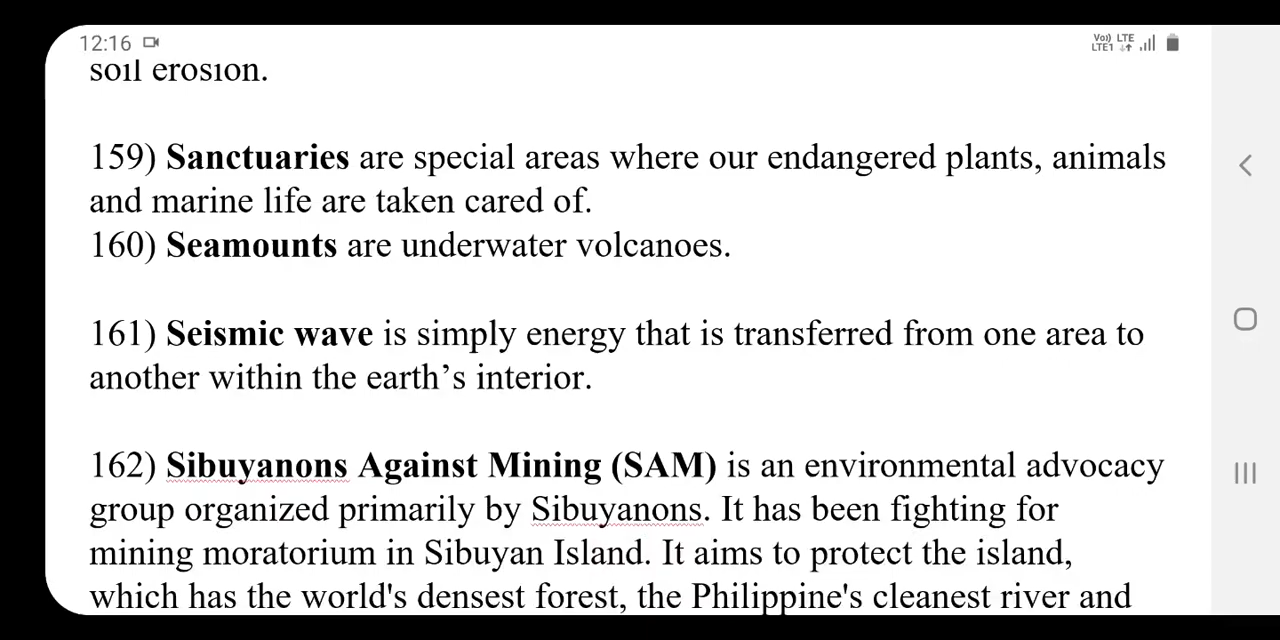 12:16
Vo) LTE
LTE1
soil erosion.
159) Sanctuaries are special areas where our endangered plants, animals
and marine life are taken cared of.
160) Seamounts are underwater volcanoes.
161) Seismic wave is simply energy that is transferred from one area to
another within the earth’s interior.
162) Sibuyanons Against Mining (SAM) is an environmental advocacy
group organized primarily by Sibuyanons. It has been fighting for
mining moratorium in Sibuyan Island. It aims to protect the island,
which has the world's densest forest, the Philippine's cleanest river and